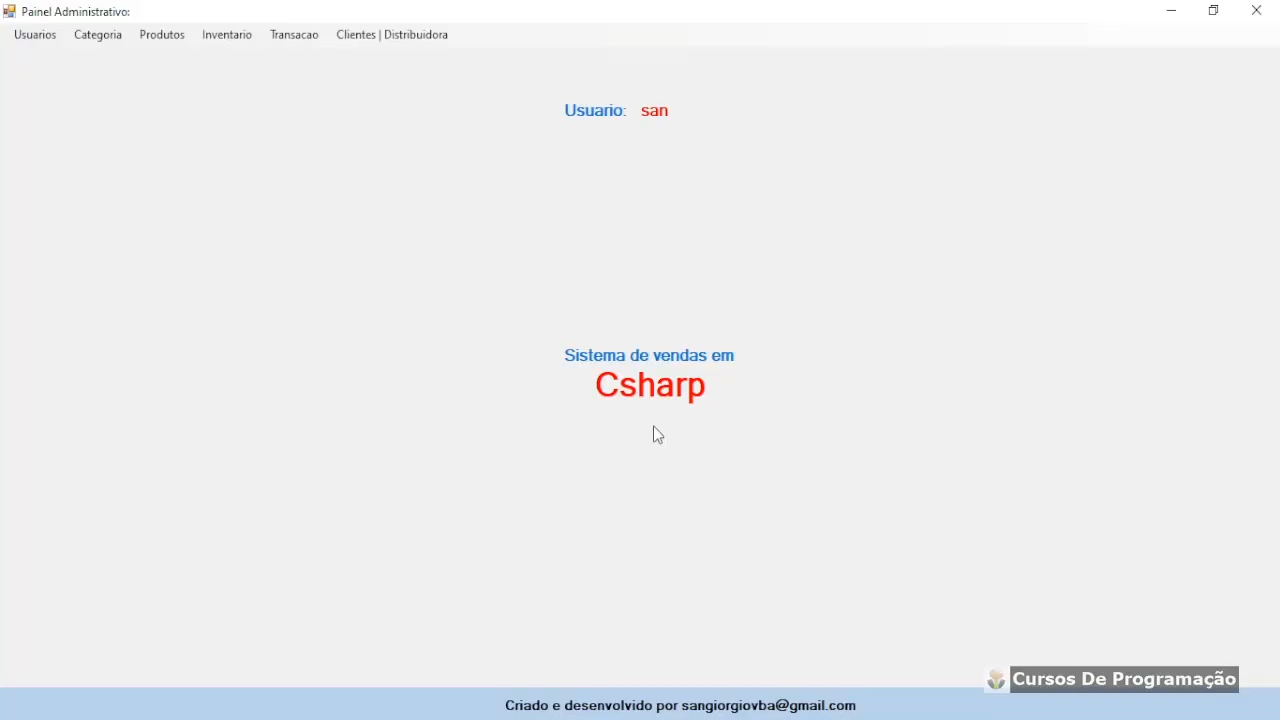 Painel Administrativo:
Usuarios Categoria Produtos Inventario Transacao Clientes | Distribuidora
Usuario: san
Sistema de vendas em
Csharp
Cursos De Programação
Criado e desenvolvido por sangiorgiovba@gmail.com